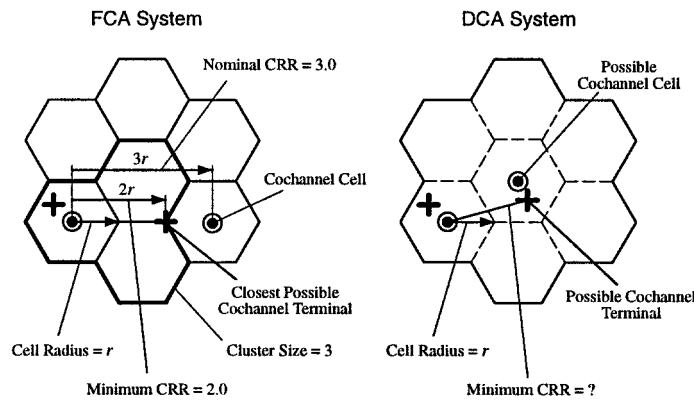 FCA System
Nominal CRR = 3.0
3r
2r
Cochannel Cell
Closest Possible
Cochannel Terminal
Cell Radius = r
Cluster Size = 3
Minimum CRR = 2.0
DCA System
Possible
Cochannel Cell
Possible Cochannel
Terminal
Cell Radius = r
Minimum CRR = ?